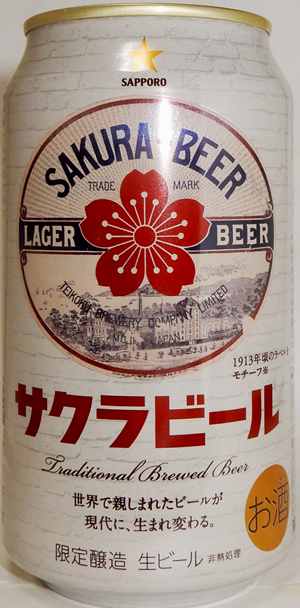 SAPPORO
SAKURA-BEER
TRADE MARK
LAGER BEER
TEIKOKU BREWERY COMPANY LIMITED
MOJI JAPAN
1913年頃のラベルを
モチーフ※
サクラビール
Traditional Brewed Beer
世界で親しまれたビールが
現代に、生まれ変わる。
お酒
限定醸造 生ビール 非熱処理